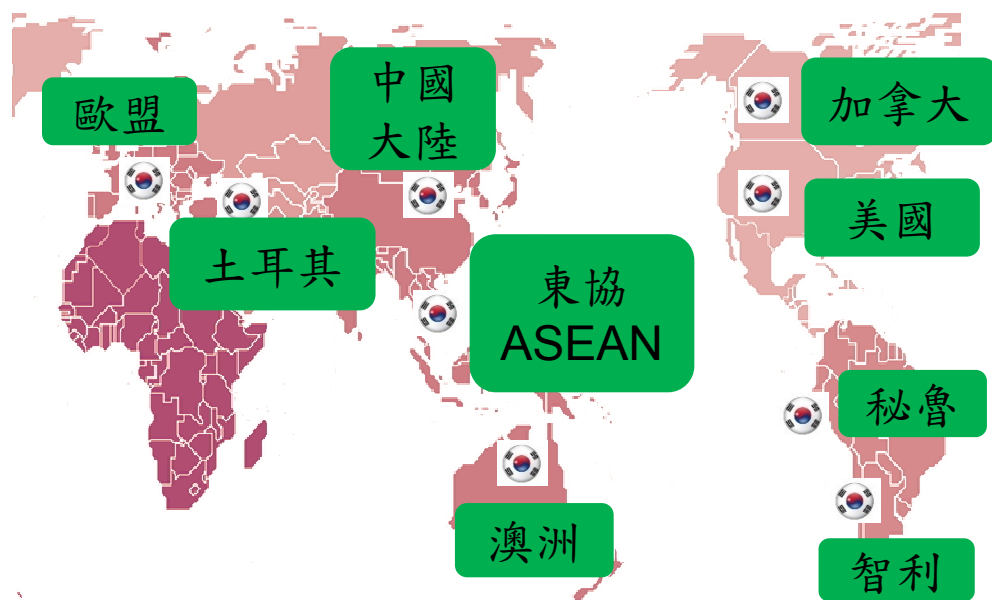 中國
大陸
歐盟
加拿大
美國
土耳其
東協
ASEAN
秘魯
澳洲
智利